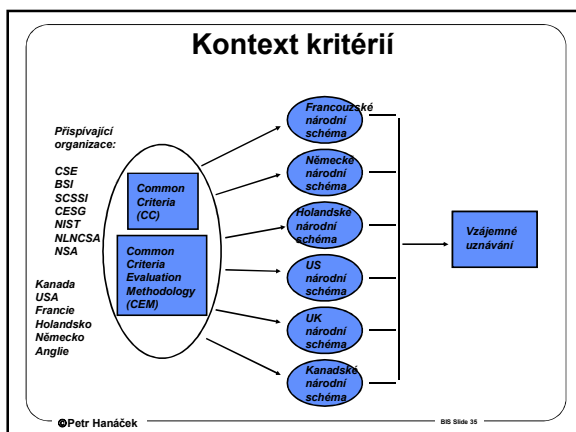 Kontext kritérií
Přispívající
organizace:
CSE
BSI
SCSSI
CESG
NIST
NLNCSA
NSA
Kanada
USA
Francie
Holandsko
Německo
Anglie
Common
Criteria
(CC)
Common
Criteria
Evaluation
Methodology
(CEM)
Francouzské
národní
schéma
Německé
národní
schéma
Holandské
národní
schéma
US
národní
schéma
UK
národní
schéma
Kanadské
národní
schéma
Vzájemné
uznávání
©Petr Hanáček
BIS Slide 35